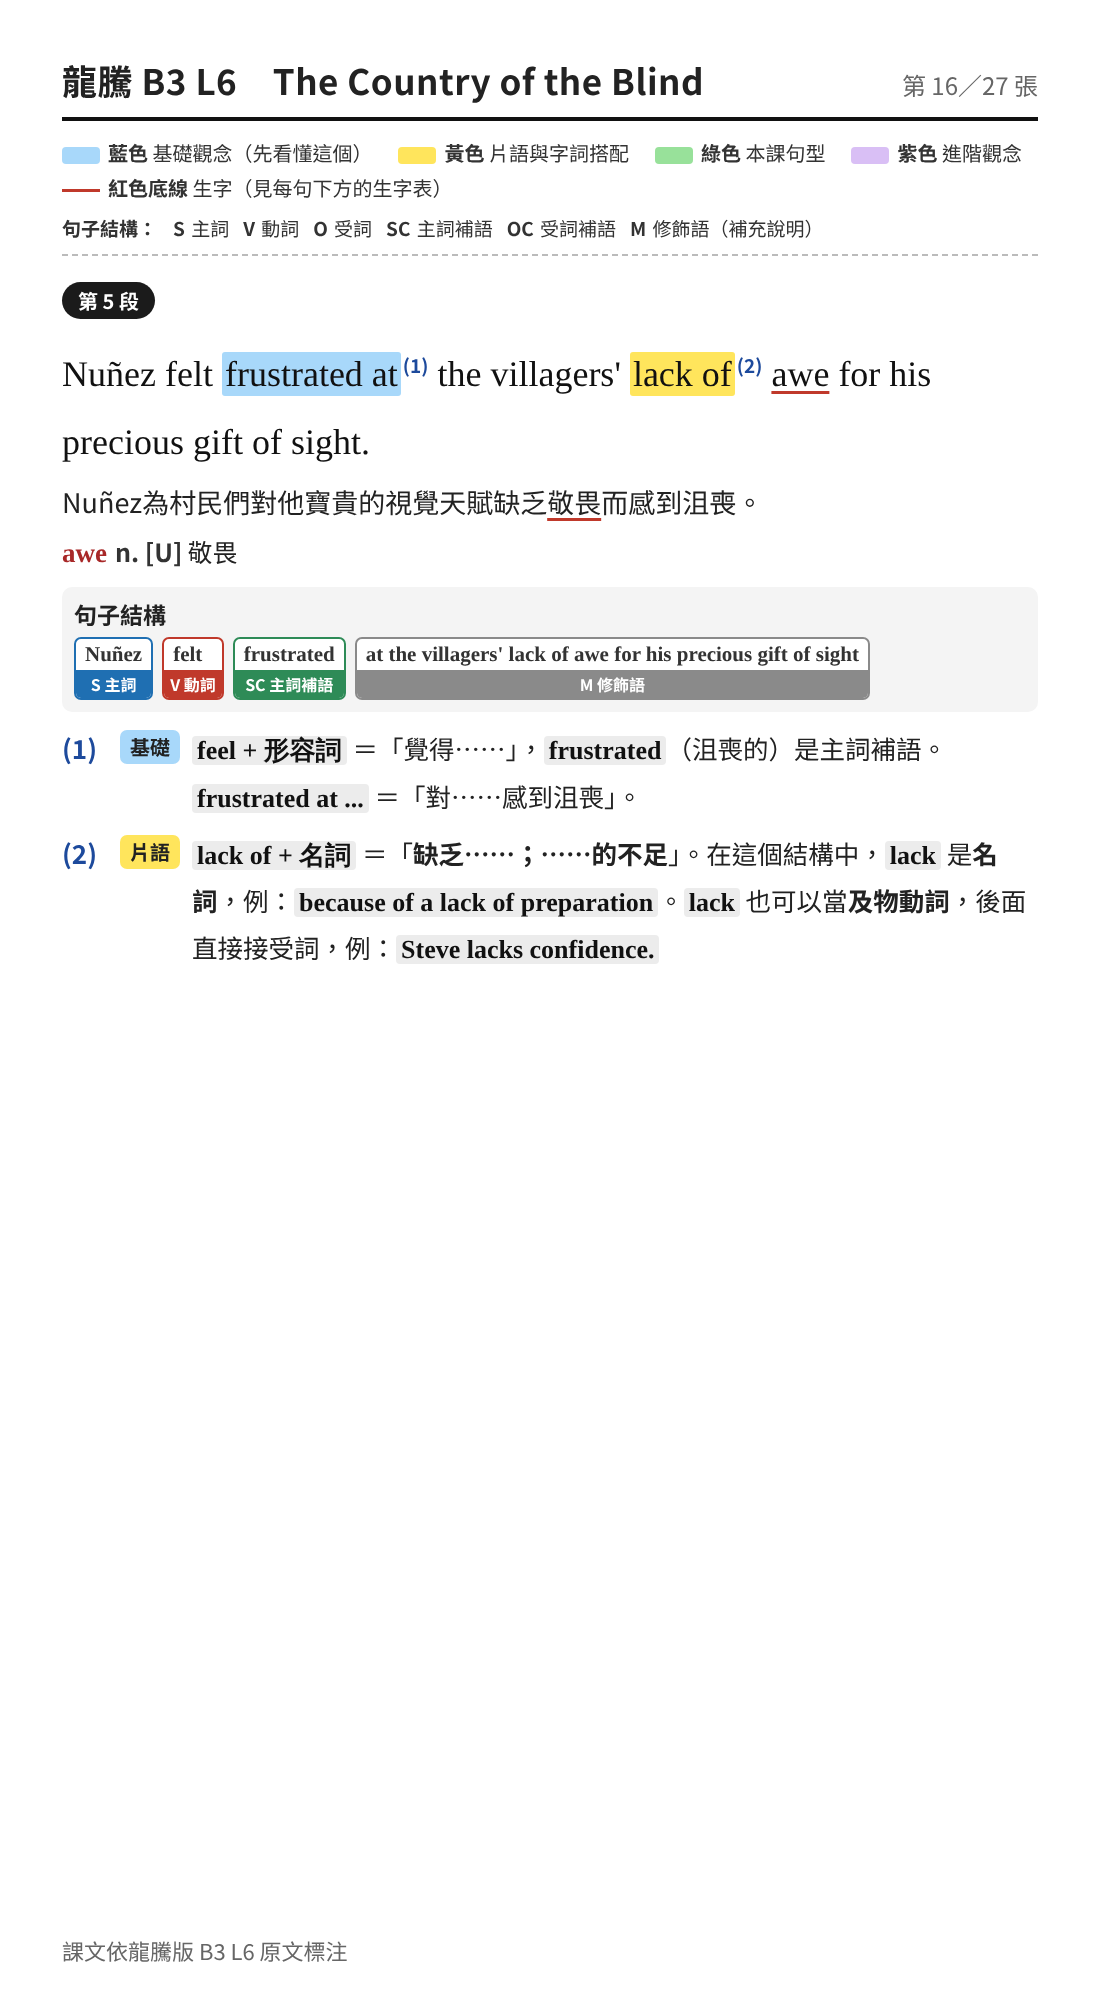 龍騰 B3 L6　The Country of the Blind
第 16／27 張
藍色 基礎觀念（先看懂這個） 黃色 片語與字詞搭配 綠色 本課句型 紫色 進階觀念
紅色底線 生字（見每句下方的生字表）
句子結構： S 主詞 V 動詞 O 受詞 SC 主詞補語 OC 受詞補語 M 修飾語（補充說明）
第 5 段
Nuñez felt frustrated at (1) the villagers' lack of (2) awe for his
precious gift of sight.
Nuñez為村民們對他寶貴的視覺天賦缺乏敬畏而感到沮喪。
awe n. [U] 敬畏
句子結構
Nuñez felt frustrated at the villagers' lack of awe for his precious gift of sight
S 主詞 V 動詞 SC 主詞補語 M 修飾語
(1) 基礎 feel + 形容詞 ＝「覺得……」，frustrated（沮喪的）是主詞補語。
frustrated at ... ＝「對……感到沮喪」。
(2) 片語 lack of + 名詞 ＝「缺乏……；……的不足」。在這個結構中，lack 是名
詞，例：because of a lack of preparation。lack 也可以當及物動詞，後面
直接接受詞，例：Steve lacks confidence.
課文依龍騰版 B3 L6 原文標注